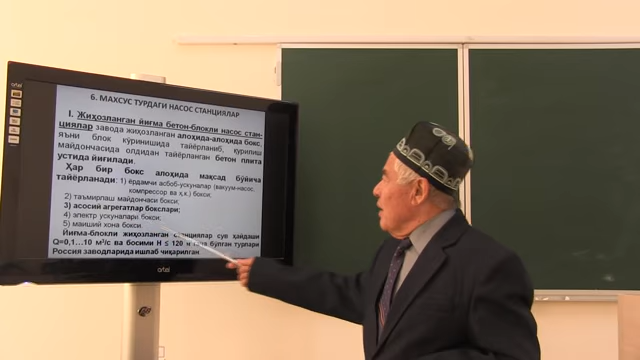 6. МАХСУС ТУРДАГИ НАСОС СТАНЦИЯЛАР
I. Жиҳозланган йиғма бетон-блокли насос стан-
циялар завода жиҳозланган алоҳида-алоҳида бокс,
яъни блок кўринишида тайёрланиб, қурилиш
майдончасида олдидан тайёрланган бетон плита
устида йиғилади.
Ҳар бир бокс алоҳида мақсад бўйича
тайёрланади: 1) ёрдамчи асбоб-ускуналар (вакуум-насос,
компрессор ва ҳ.к.) бокси;
2) таъмирлаш майдончаси бокси;
3) асосий агрегатлар бокслари;
4) электр ускуналари бокси;
5) маиший хона бокси.
Йиғма-блокли жиҳозланган станциялар сув ҳайдаши
Q=0,1...10 м³/с ва босими H ≤ 120 бўлган турлари
Россия заводларида ишлаб чиқарилган
artel